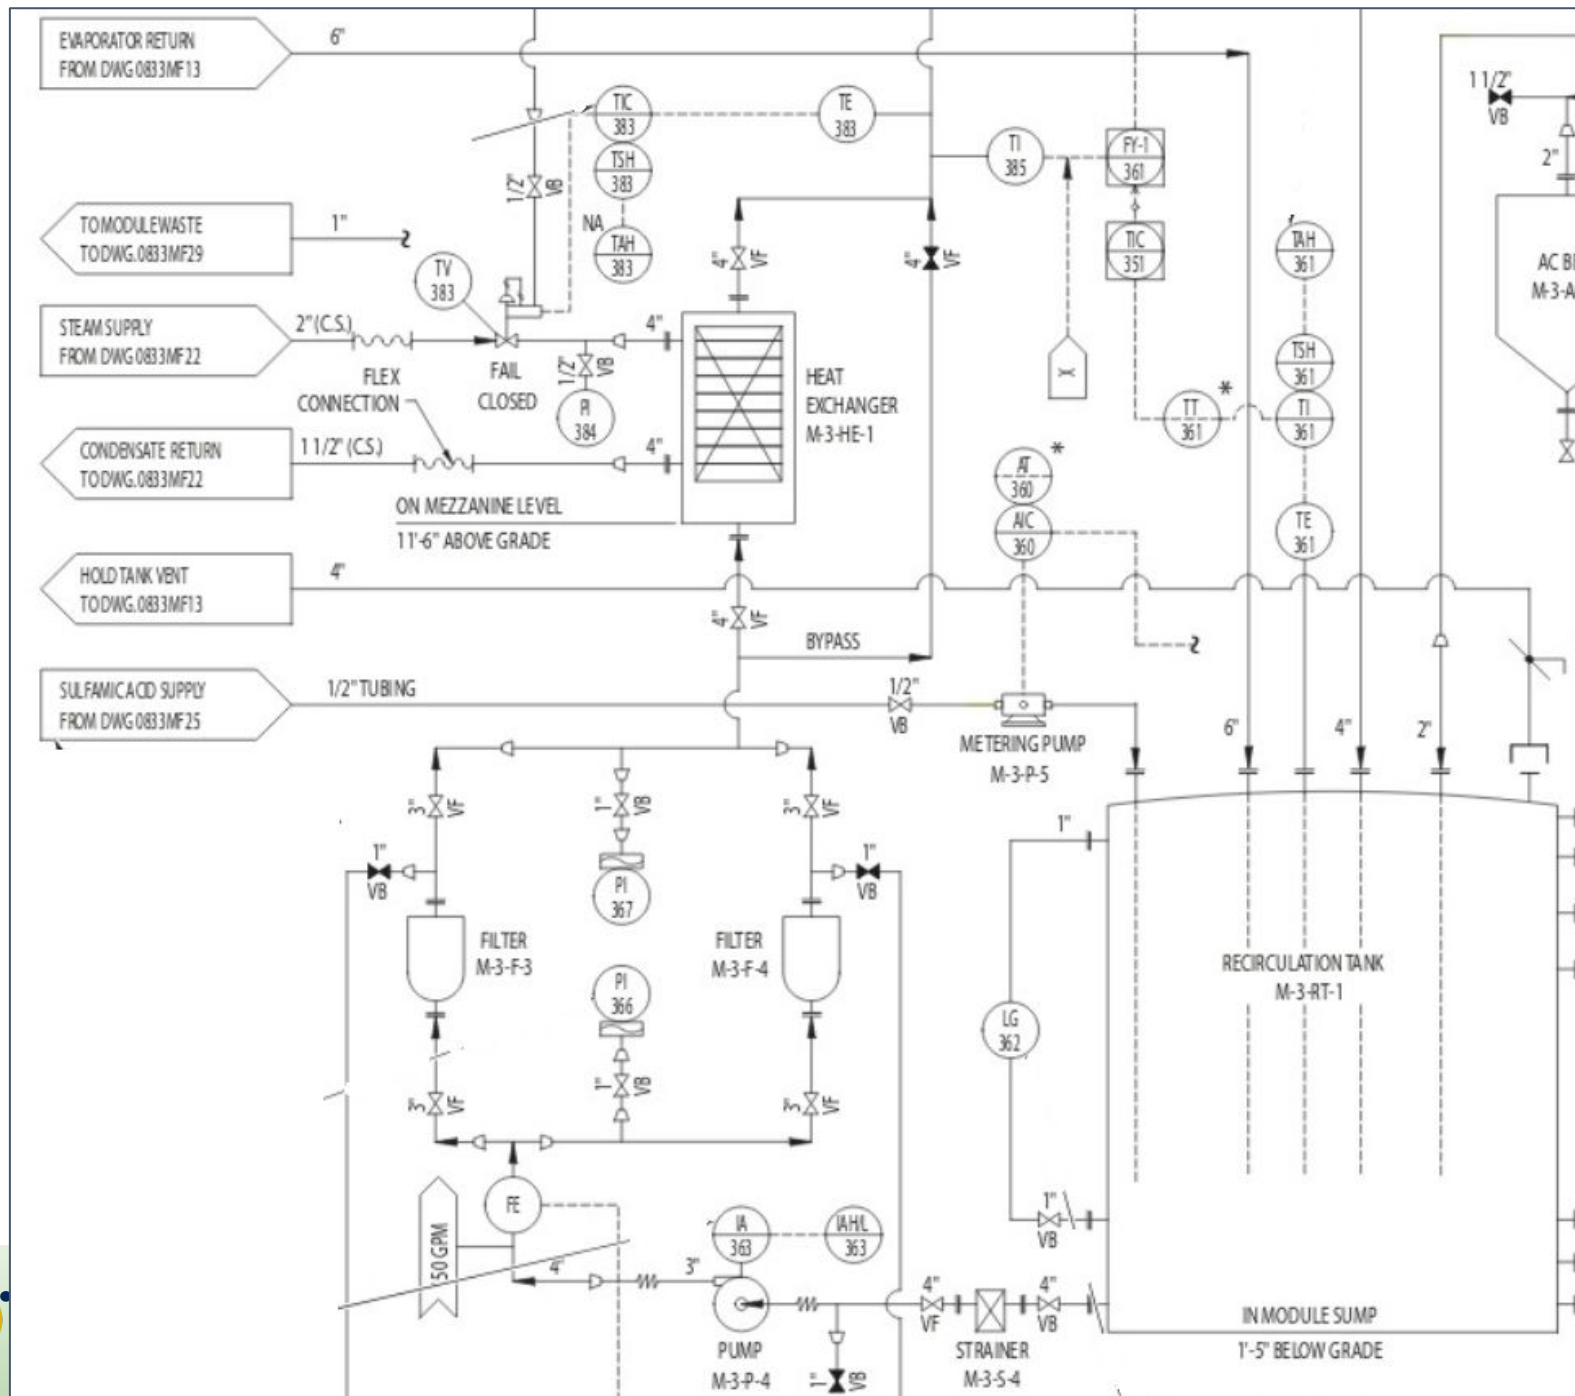 EVAPORATOR RETURN
FROM DWG 0833MF13
6"
1 1/2"
VB
2"
TIC
383
TE
383
TSH
383
NA
TAH
383
1/2"
VB
TI
385
FY-1
361
TIC
351
TAH
361
TSH
361
TI
361
TT
361
*
TE
361
TO MODULE WASTE
TO DWG. 0833MF29
1"
TV
383
4"
VF
4"
VF
STEAM SUPPLY
FROM DWG 0833MF22
2" (C.S.)
FLEX
CONNECTION
FAIL
CLOSED
1/2"
VB
PI
384
4"
HEAT
EXCHANGER
M-3-HE-1
X
AC B
M-3-A
CONDENSATE RETURN
TO DWG. 0833MF22
1 1/2" (C.S.)
4"
ON MEZZANINE LEVEL
11'-6" ABOVE GRADE
AT
360
*
AIC
360
HOLD TANK VENT
TO DWG. 0833MF13
4"
4"
VF
BYPASS
SULFAMIC ACID SUPPLY
FROM DWG 0833MF25
1/2" TUBING
1/2"
VB
METERING PUMP
M-3-P-5
6"
4"
2"
3"
VF
1"
VB
3"
VF
1"
VB
PI
367
1"
VB
1"
FILTER
M-3-F-3
FILTER
M-3-F-4
PI
366
RECIRCULATION TANK
M-3-RT-1
LG
362
3"
VF
1"
VB
3"
VF
FE
50 GPM
4"
3"
IA
363
IAH/L
363
1"
VB
PUMP
M-3-P-4
1"
VB
4"
VF
STRAINER
M-3-S-4
4"
VB
IN MODULE SUMP
1'-5" BELOW GRADE